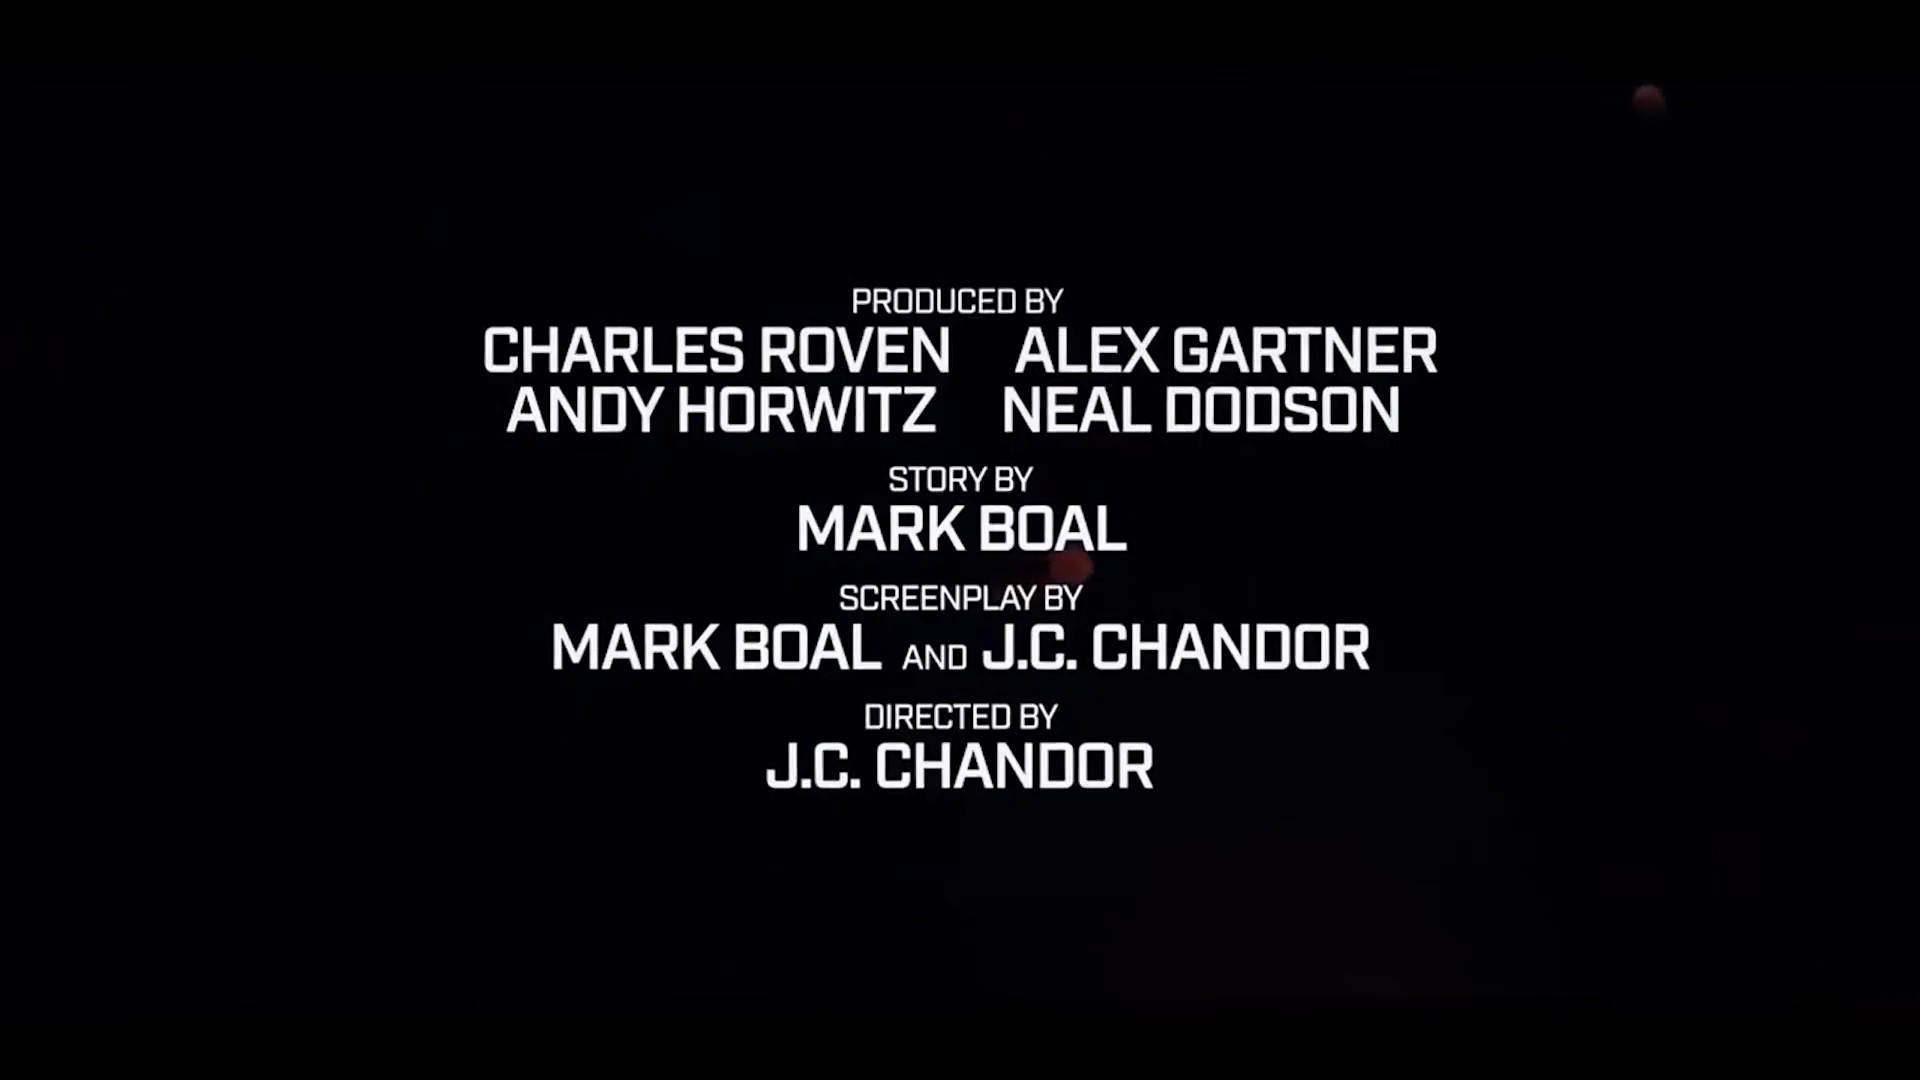 PRODUCED BY
CHARLES ROVEN ALEX GARTNER
ANDY HORWITZ NEAL DODSON
STORY BY
MARK BOAL
SCREENPLAY BY
MARK BOAL AND J.C. CHANDOR
DIRECTED BY
J.C. CHANDOR